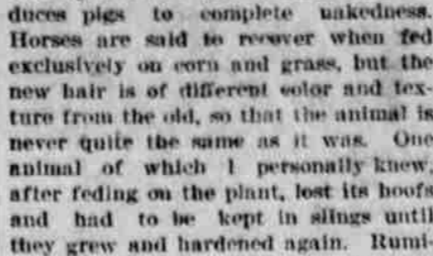 duces pigs to complete nakedness.
Horses are said to recover when fed
exclusively on corn and grass, but the
new hair is of different color and tex-
ture from the old, so that the animal is
never quite the same as it was. One
animal of which I personally knew,
after feding on the plant, lost its hoofs
and had to be kept in slings until
they grew and hardened again. Rumi-